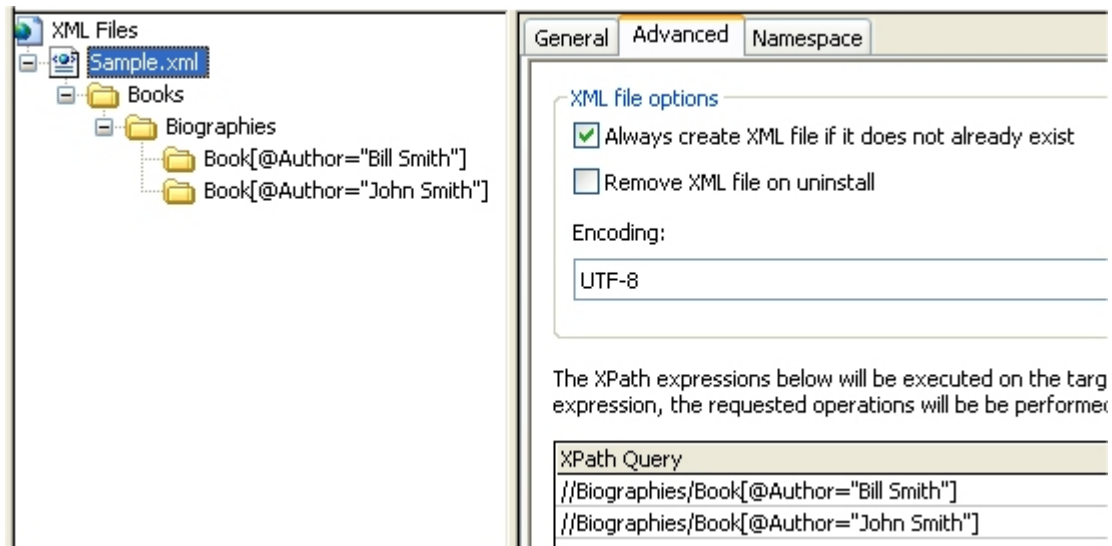 XML Files
Sample.xml
Books
Biographies
Book[@Author="Bill Smith"]
Book[@Author="John Smith"]
General Advanced Namespace
XML file options
Always create XML file if it does not already exist
Remove XML file on uninstall
Encoding:
UTF-8
The XPath expressions below will be executed on the
expression, the requested operations will be be
XPath Query
//Biographies/Book[@Author="Bill Smith"]
//Biographies/Book[@Author="John Smith"]